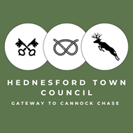 HEDNESFORD TOWN
COUNCIL
GATEWAY TO CANNOCK CHASE